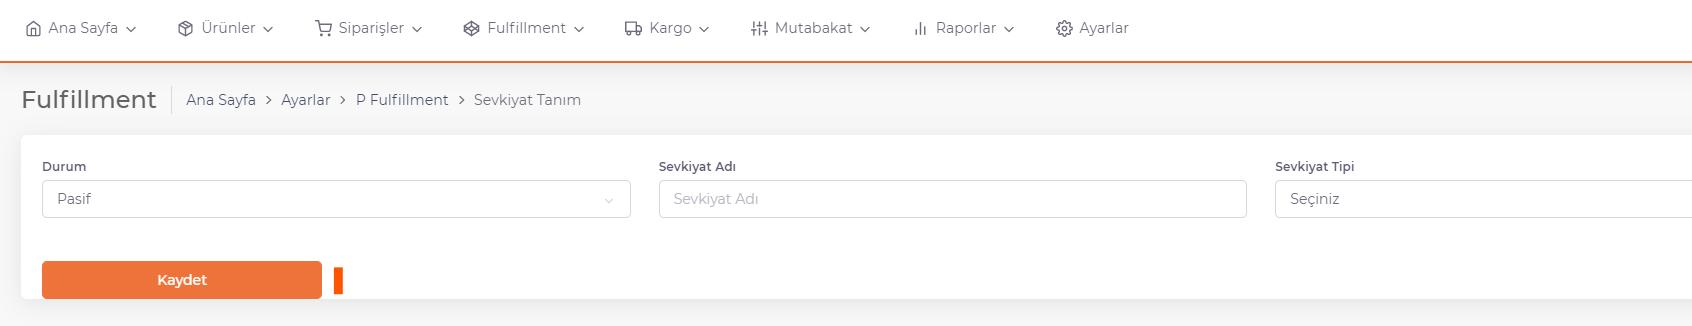 Ana Sayfa Ürünler Siparişler Fulfillment Kargo Mutabakat Raporlar Ayarlar
Fulfillment Ana Sayfa > Ayarlar > P Fulfillment > Sevkiyat Tanım
Durum Sevkiyat Adı Sevkiyat Tipi
Pasif Sevkiyat Adı Seçiniz
Kaydet